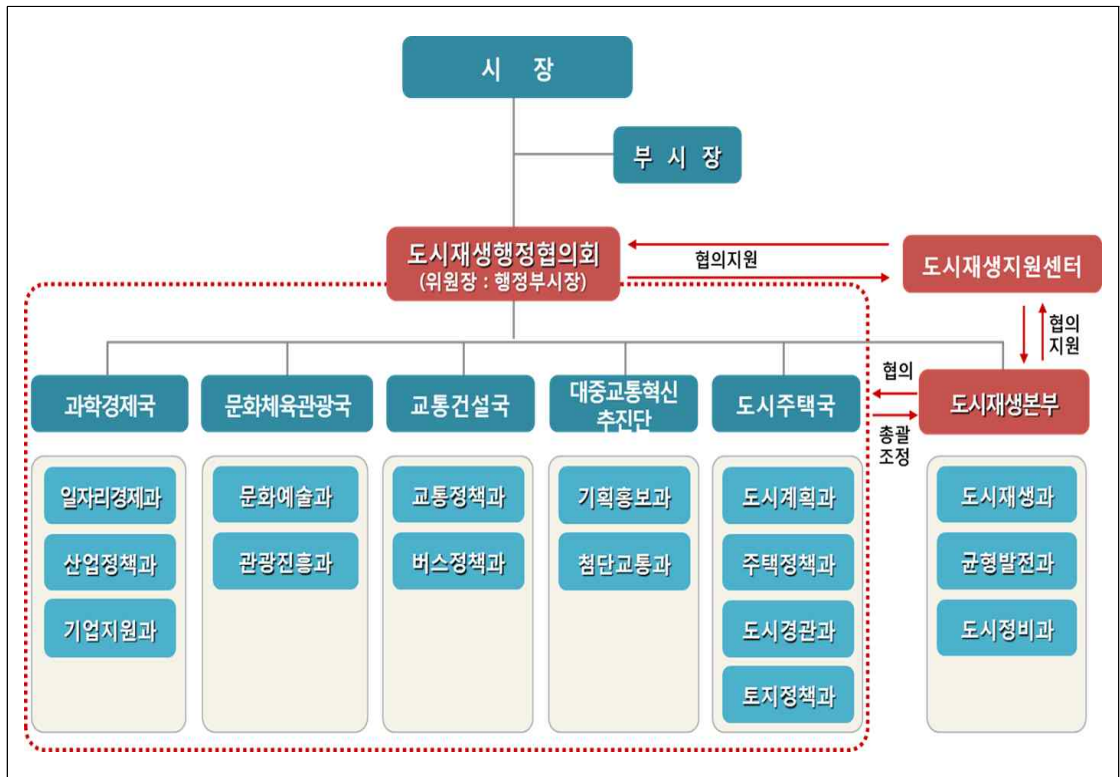 시 장
부 시 장
도시재생행정협의회
(위원장 : 행정부시장)
협의지원
도시재생지원센터
협의
지원
과학경제국
문화체육관광국
교통건설국
대중교통혁신
추진단
도시주택국
협의
총괄
조정
도시재생본부
일자리경제과
산업정책과
기업지원과
문화예술과
관광진흥과
교통정책과
버스정책과
기획홍보과
첨단교통과
도시계획과
주택정책과
도시경관과
토지정책과
도시재생과
균형발전과
도시정비과